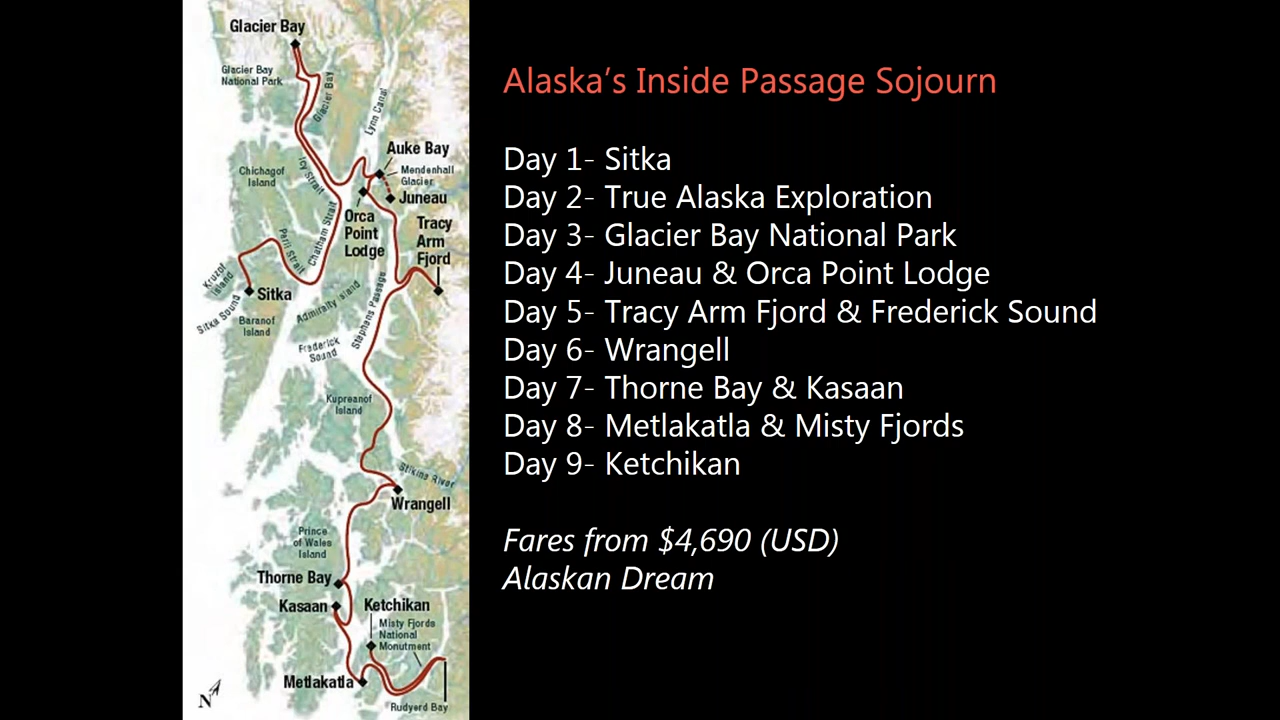 Glacier Bay
Glacier Bay
National Park
Glacier Bay
Lynn Canal
Auke Bay
Mendenhall
Glacier
Juneau
Icy Strait
Chichagof
Island
Orca
Point
Lodge
Tracy
Arm
Fjord
Chatham Strait
Peril Strait
Kruzof
Island
Sitka
Sitka Sound
Baranof
Island
Admiralty Island
Stephens Passage
Frederick
Sound
Kupreanof
Island
Stikine River
Wrangell
Prince
of Wales
Island
Thorne Bay
Kasaan
Ketchikan
Misty Fjords
National
Monutment
Metlakatla
Rudyerd Bay
N
Alaska's Inside Passage Sojourn
Day 1- Sitka
Day 2- True Alaska Exploration
Day 3- Glacier Bay National Park
Day 4- Juneau & Orca Point Lodge
Day 5- Tracy Arm Fjord & Frederick Sound
Day 6- Wrangell
Day 7- Thorne Bay & Kasaan
Day 8- Metlakatla & Misty Fjords
Day 9- Ketchikan
Fares from $4,690 (USD)
Alaskan Dream